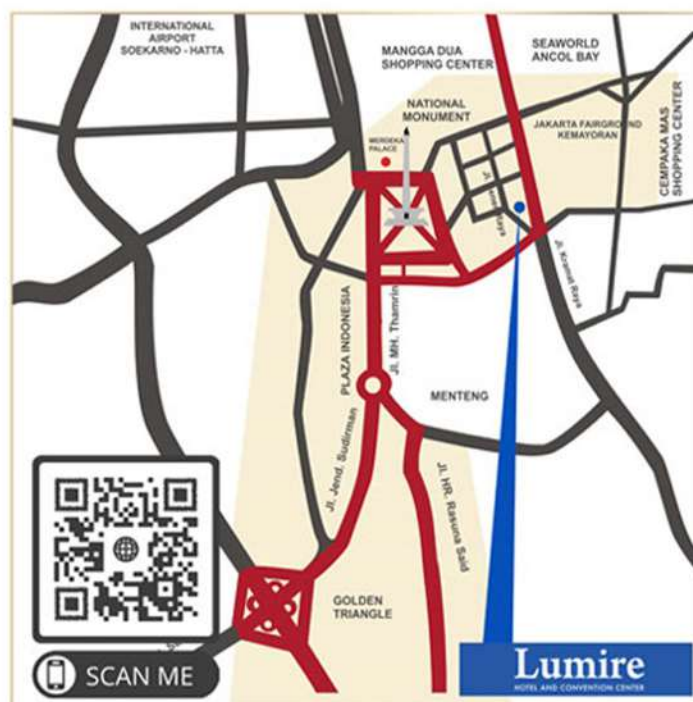 INTERNATIONAL
AIRPORT
SOEKARNO - HATTA
MANGGA DUA
SHOPPING CENTER
SEAWORLD
ANCOL BAY
NATIONAL
MONUMENT
MERDEKA
PALACE
JAKARTA FAIRGROUND
KEMAYORAN
CEMPAKA MAS
SHOPPING CENTER
Raya
Jl. Kramat Raya
PLAZA INDONESIA
Jl. MH. Thamrin
MENTENG
Jl. Jend. Sudirman
Jl. HR. Rasuna Said
GOLDEN
TRIANGLE
SCAN ME
Lumire
HOTEL AND CONVENTION CENTER